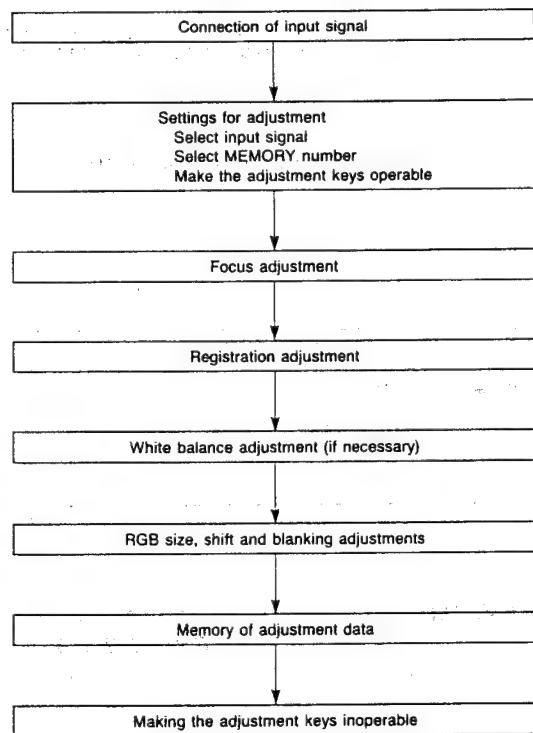 Connection of input signal
Settings for adjustment
Select input signal
Select MEMORY number
Make the adjustment keys operable
Focus adjustment
Registration adjustment
White balance adjustment (if necessary)
RGB size, shift and blanking adjustments
Memory of adjustment data
Making the adjustment keys inoperable